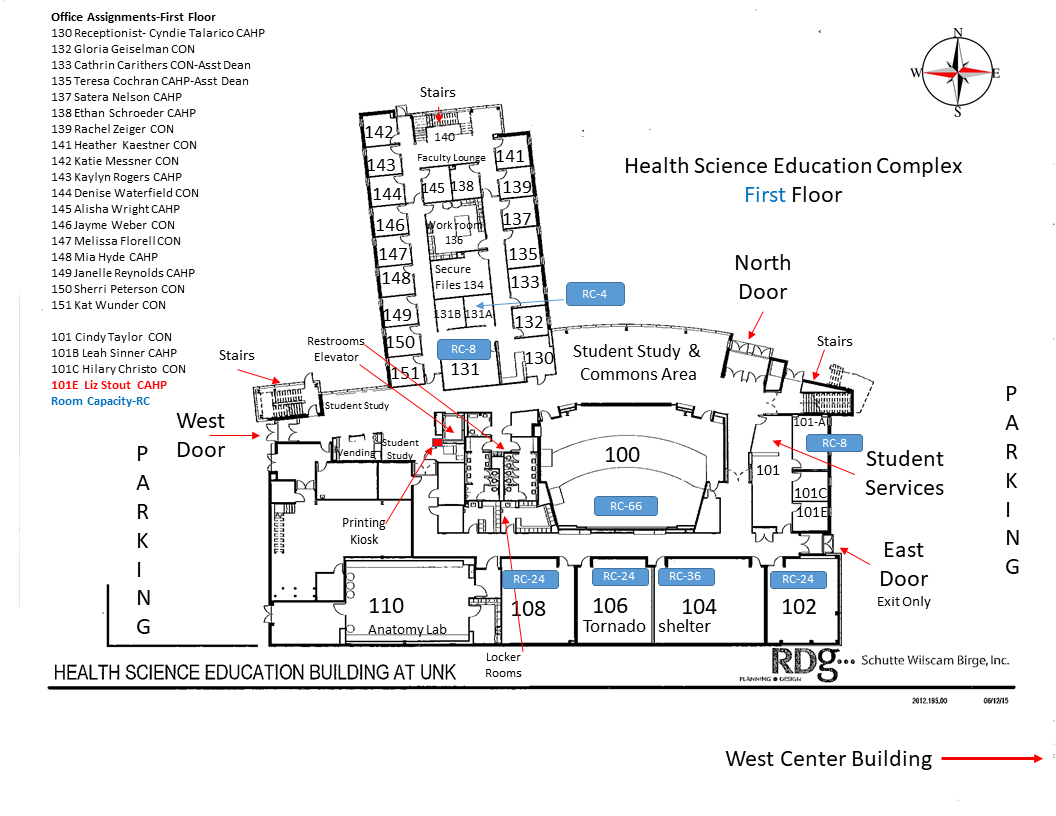 Office Assignments-First Floor
130 Receptionist- Cyndie Talarico CAHP
132 Gloria Geiselman CON
133 Cathrin Carithers CON-Asst Dean
135 Teresa Cochran CAHP-Asst Dean
137 Satera Nelson CAHP
138 Ethan Schroeder CAHP
139 Rachel Zeiger CON
141 Heather Kaestner CON
142 Katie Messner CON
143 Kaylyn Rogers CAHP
144 Denise Waterfield CON
145 Alisha Wright CAHP
146 Jayme Weber CON
147 Melissa Florell CON
148 Mia Hyde CAHP
149 Janelle Reynolds CAHP
150 Sherri Peterson CON
151 Kat Wunder CON
101 Cindy Taylor CON
101B Leah Sinner CAHP
101C Hilary Christo CON
101E Liz Stout CAHP
Room Capacity-RC
N
W E
S
Health Science Education Complex
First Floor
Stairs
142
140
Faculty Lounge
141
143
144
145
138
139
146
Work room
136
137
147
135
Secure
Files 134
148
133
RC-4
149
131B
131A
132
150
RC-8
131
130
151
North
Door
Stairs
Student Study &
Commons Area
Restrooms
Elevator
Stairs
Student Study
West
Door
Vending
Student
Study
Printing
Kiosk
100
RC-66
101-A
RC-8
101
101C
101E
Student
Services
PARKING
PARKING
East
Door
Exit Only
110
Anatomy Lab
RC-24
108
RC-24
106
Tornado
RC-36
104
shelter
RC-24
102
Locker
Rooms
HEALTH SCIENCE EDUCATION BUILDING AT UNK
RDg...
PLANNING DESIGN
Schutte Wilscam Birge, Inc.
2012.195.00 06/12/15
West Center Building